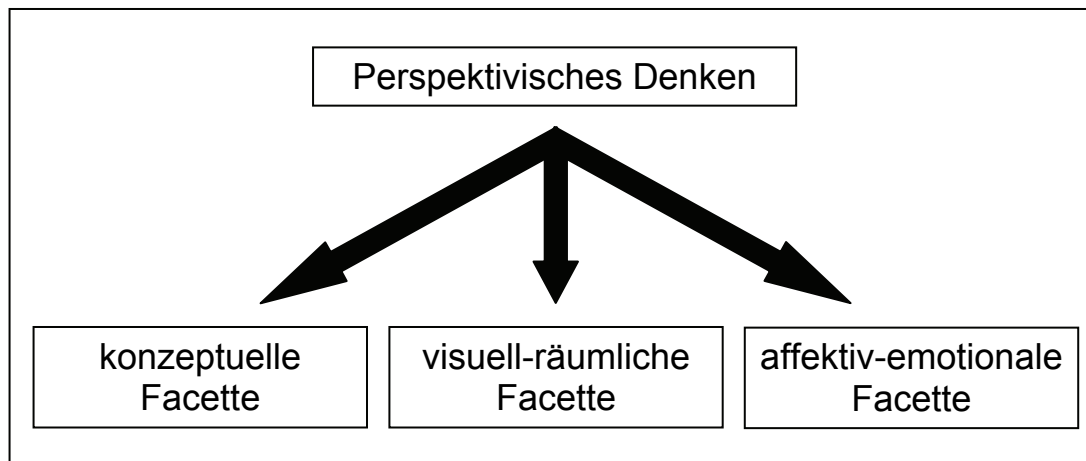 Perspektivisches Denken
konzeptuelle
Facette
visuell-räumliche
Facette
affektiv-emotionale
Facette